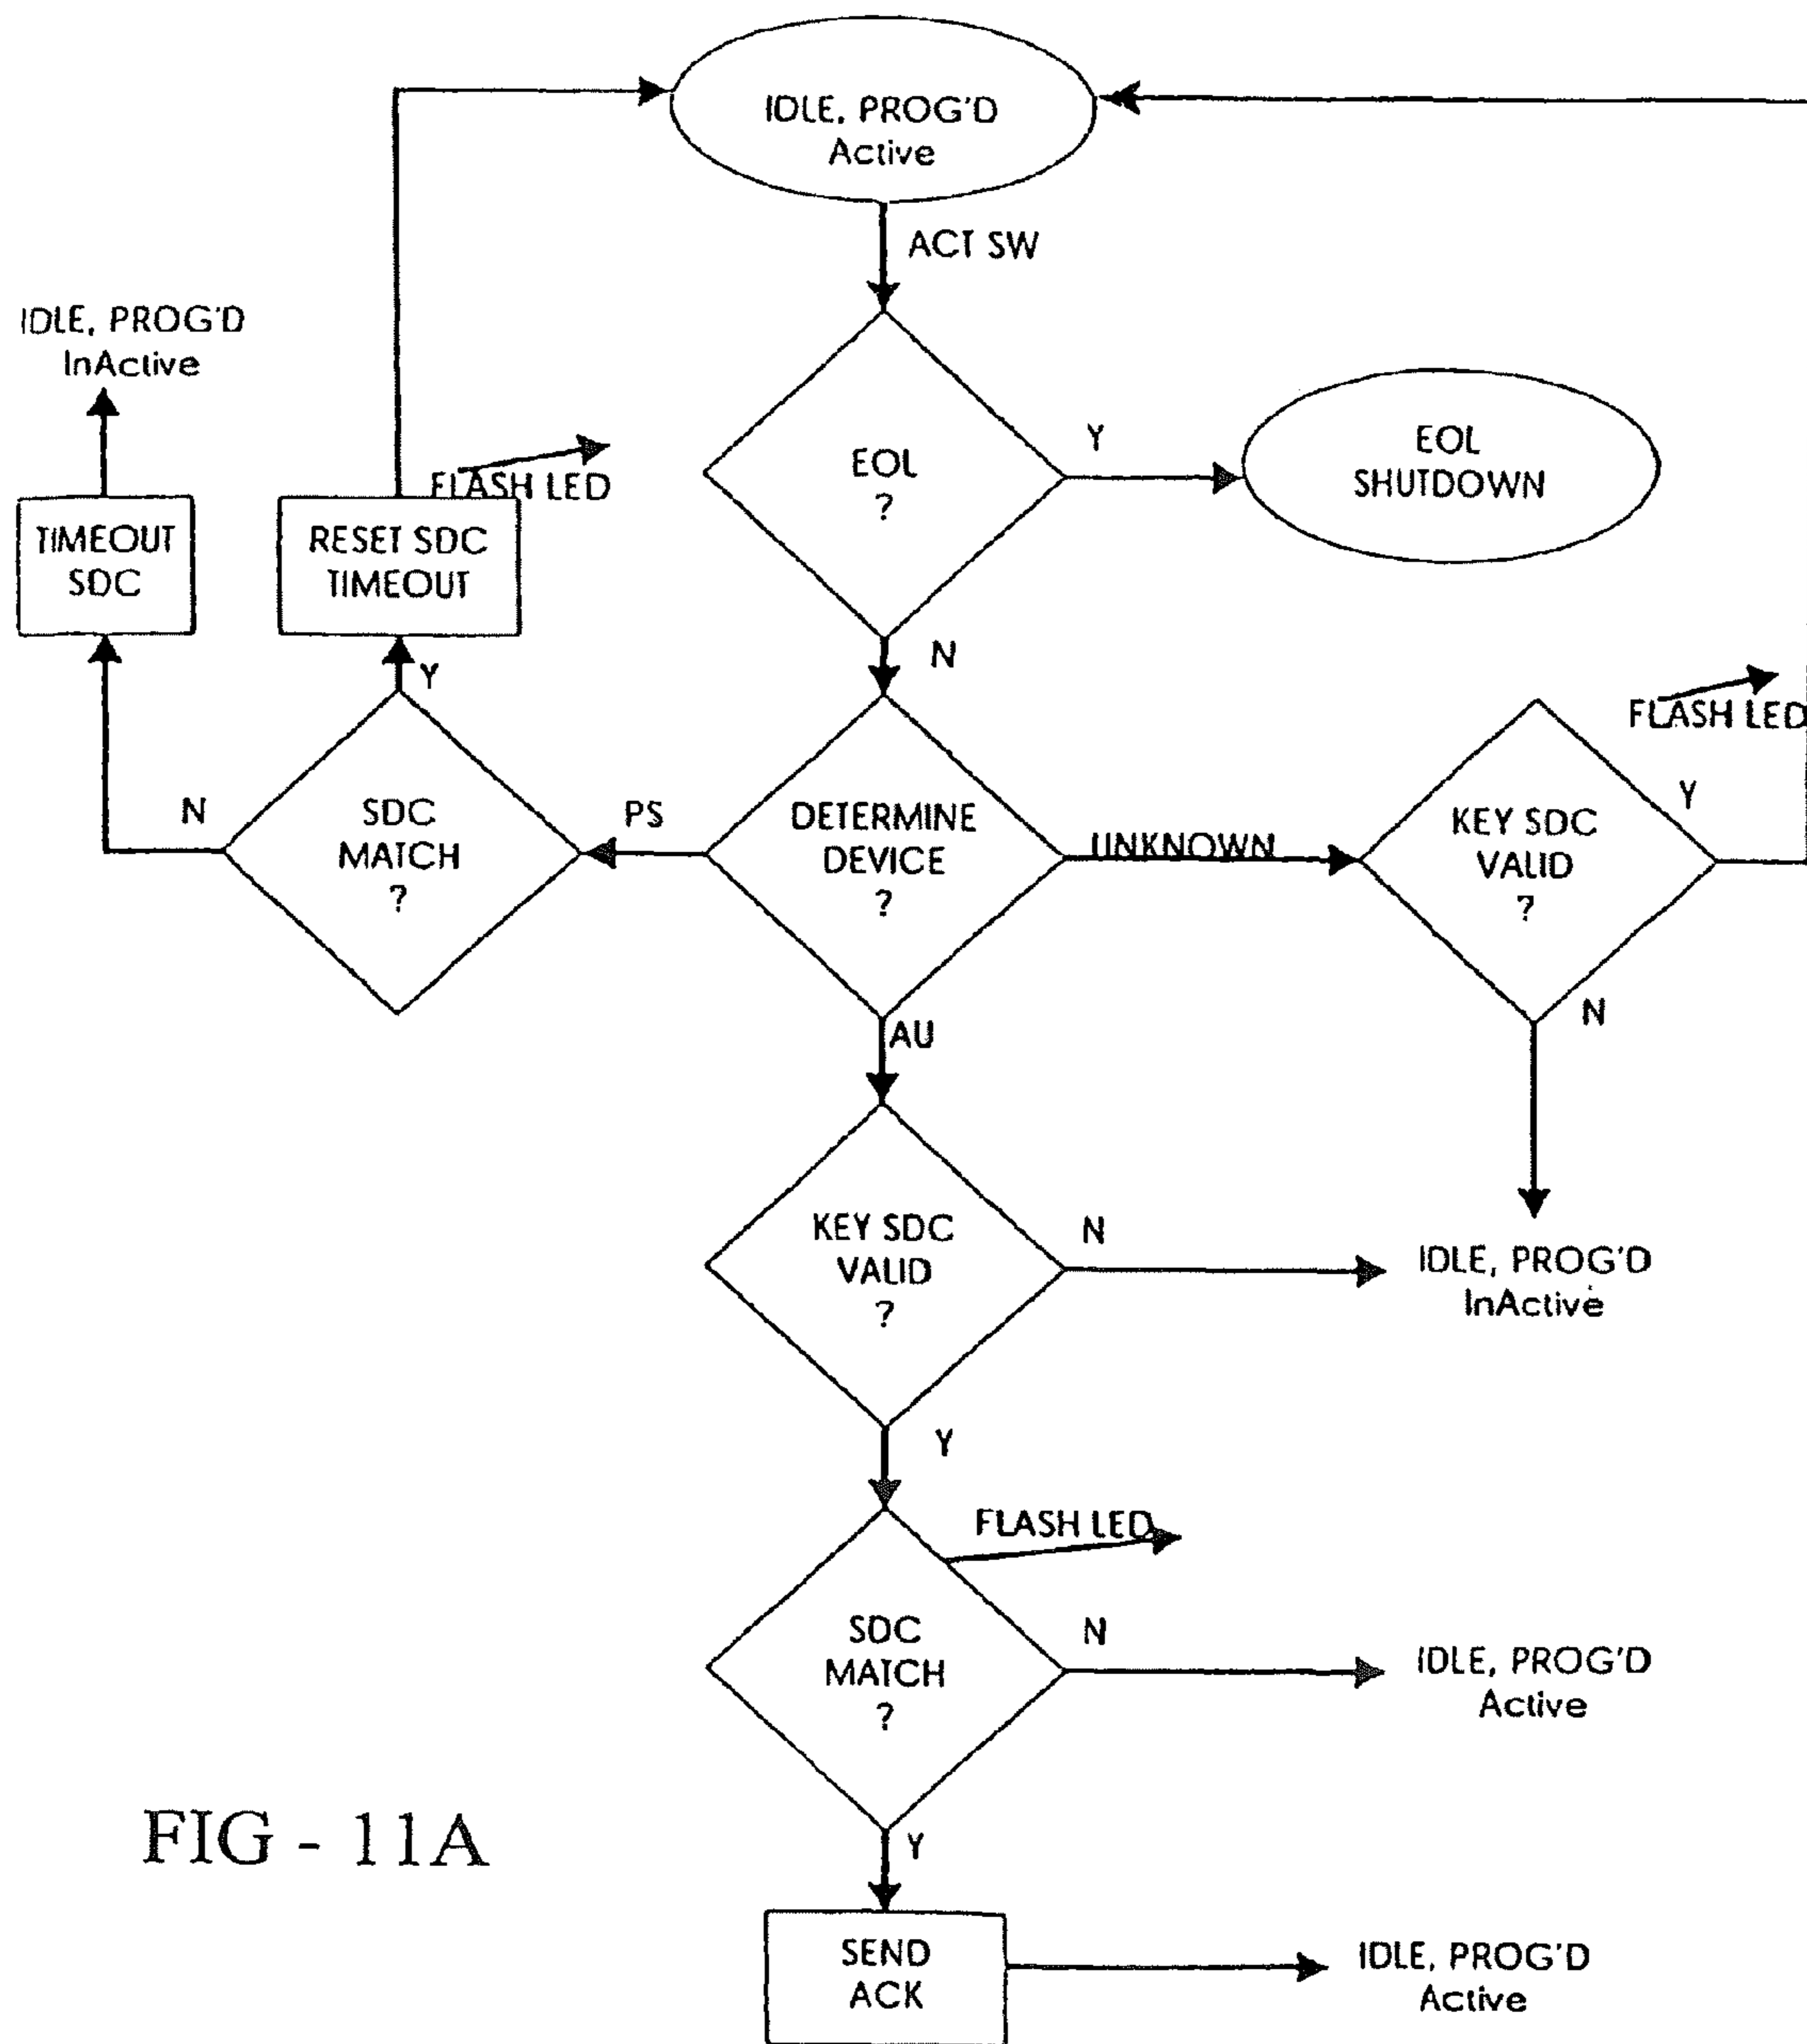 IDLE, PROG'D
Active
ACT SW
IDLE, PROG'D
InActive
EOL
?
Y
EOL
SHUTDOWN
FLASH LED
TIMEOUT
SDC
RESET SDC
TIMEOUT
N
Y
FLASH LED
N
SDC
MATCH
?
PS
DETERMINE
DEVICE
?
UNKNOWN
KEY SDC
VALID
?
Y
N
AU
KEY SDC
VALID
?
N
IDLE, PROG'D
InActive
Y
FLASH LED
SDC
MATCH
?
N
IDLE, PROG'D
Active
Y
FIG - 11A
SEND
ACK
IDLE, PROG'D
Active